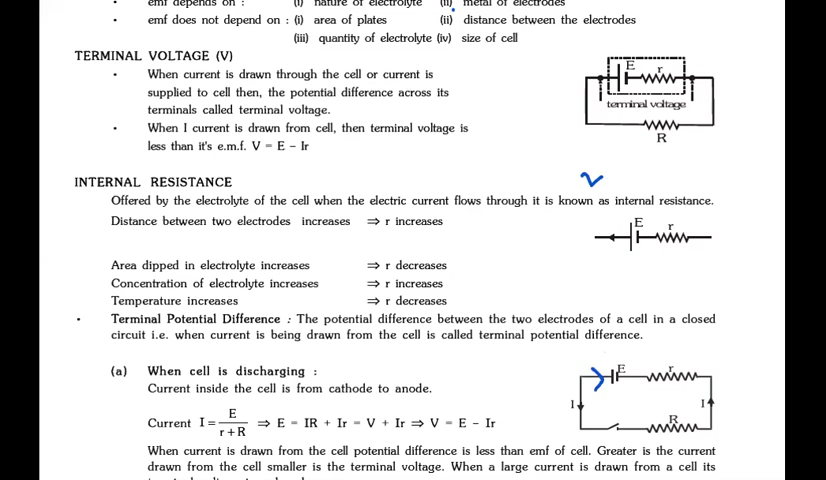 emf depends on : (i) nature of electrolyte (ii) metal of electrodes
emf does not depend on : (i) area of plates (ii) distance between the electrodes
(iii) quantity of electrolyte (iv) size of cell
TERMINAL VOLTAGE (V)
When current is drawn through the cell or current is
supplied to cell then, the potential difference across its
terminals called terminal voltage.
When I current is drawn from cell, then terminal voltage is
less than it's e.m.f. V = E – Ir
E r
terminal voltage
R
INTERNAL RESISTANCE
Offered by the electrolyte of the cell when the electric current flows through it is known as internal resistance.
Distance between two electrodes increases ⇒ r increases
E r
Area dipped in electrolyte increases ⇒ r decreases
Concentration of electrolyte increases ⇒ r increases
Temperature increases ⇒ r decreases
Terminal Potential Difference : The potential difference between the two electrodes of a cell in a closed
circuit i.e. when current is being drawn from the cell is called terminal potential difference.
(a) When cell is discharging :
Current inside the cell is from cathode to anode.
Current I = E / r+R ⇒ E = IR + Ir = V + Ir ⇒ V = E - Ir
E r
I I
R
When current is drawn from the cell potential difference is less than emf of cell. Greater is the current
drawn from the cell smaller is the terminal voltage. When a large current is drawn from a cell its